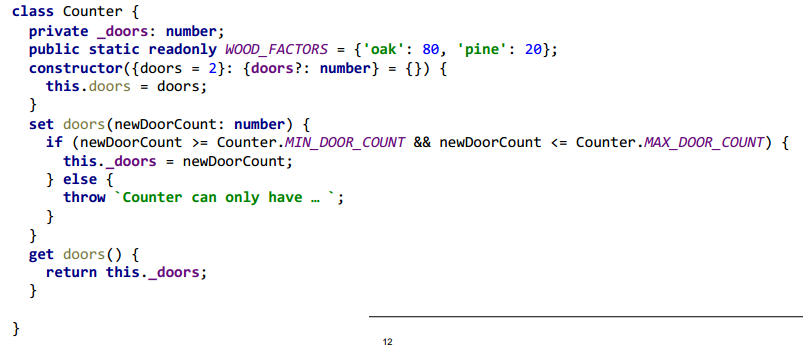 class Counter {
  private _doors: number;
  public static readonly WOOD_FACTORS = {'oak': 80, 'pine': 20};
  constructor({doors = 2}: {doors?: number} = {}) {
    this.doors = doors;
  }
  set doors(newDoorCount: number) {
    if (newDoorCount >= Counter.MIN_DOOR_COUNT && newDoorCount <= Counter.MAX_DOOR_COUNT) {
      this._doors = newDoorCount;
    } else {
      throw `Counter can only have … `;
    }
  }
  get doors() {
    return this._doors;
  }
}
12